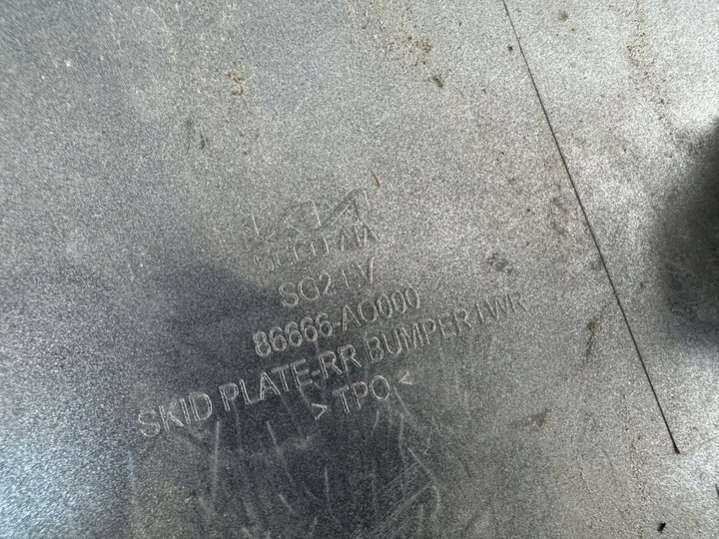 SG2 EV
86666-AO000
SKID PLATE-RR BUMPER LWR
> TPO <